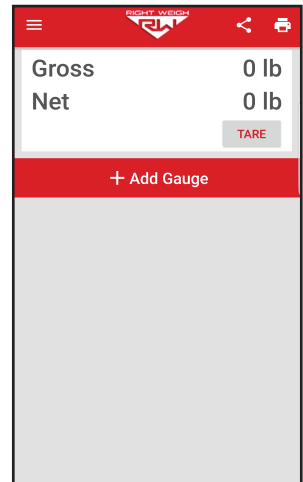 RIGHT WEIGH
RW
Gross 0 lb
Net 0 lb
TARE
+ Add Gauge